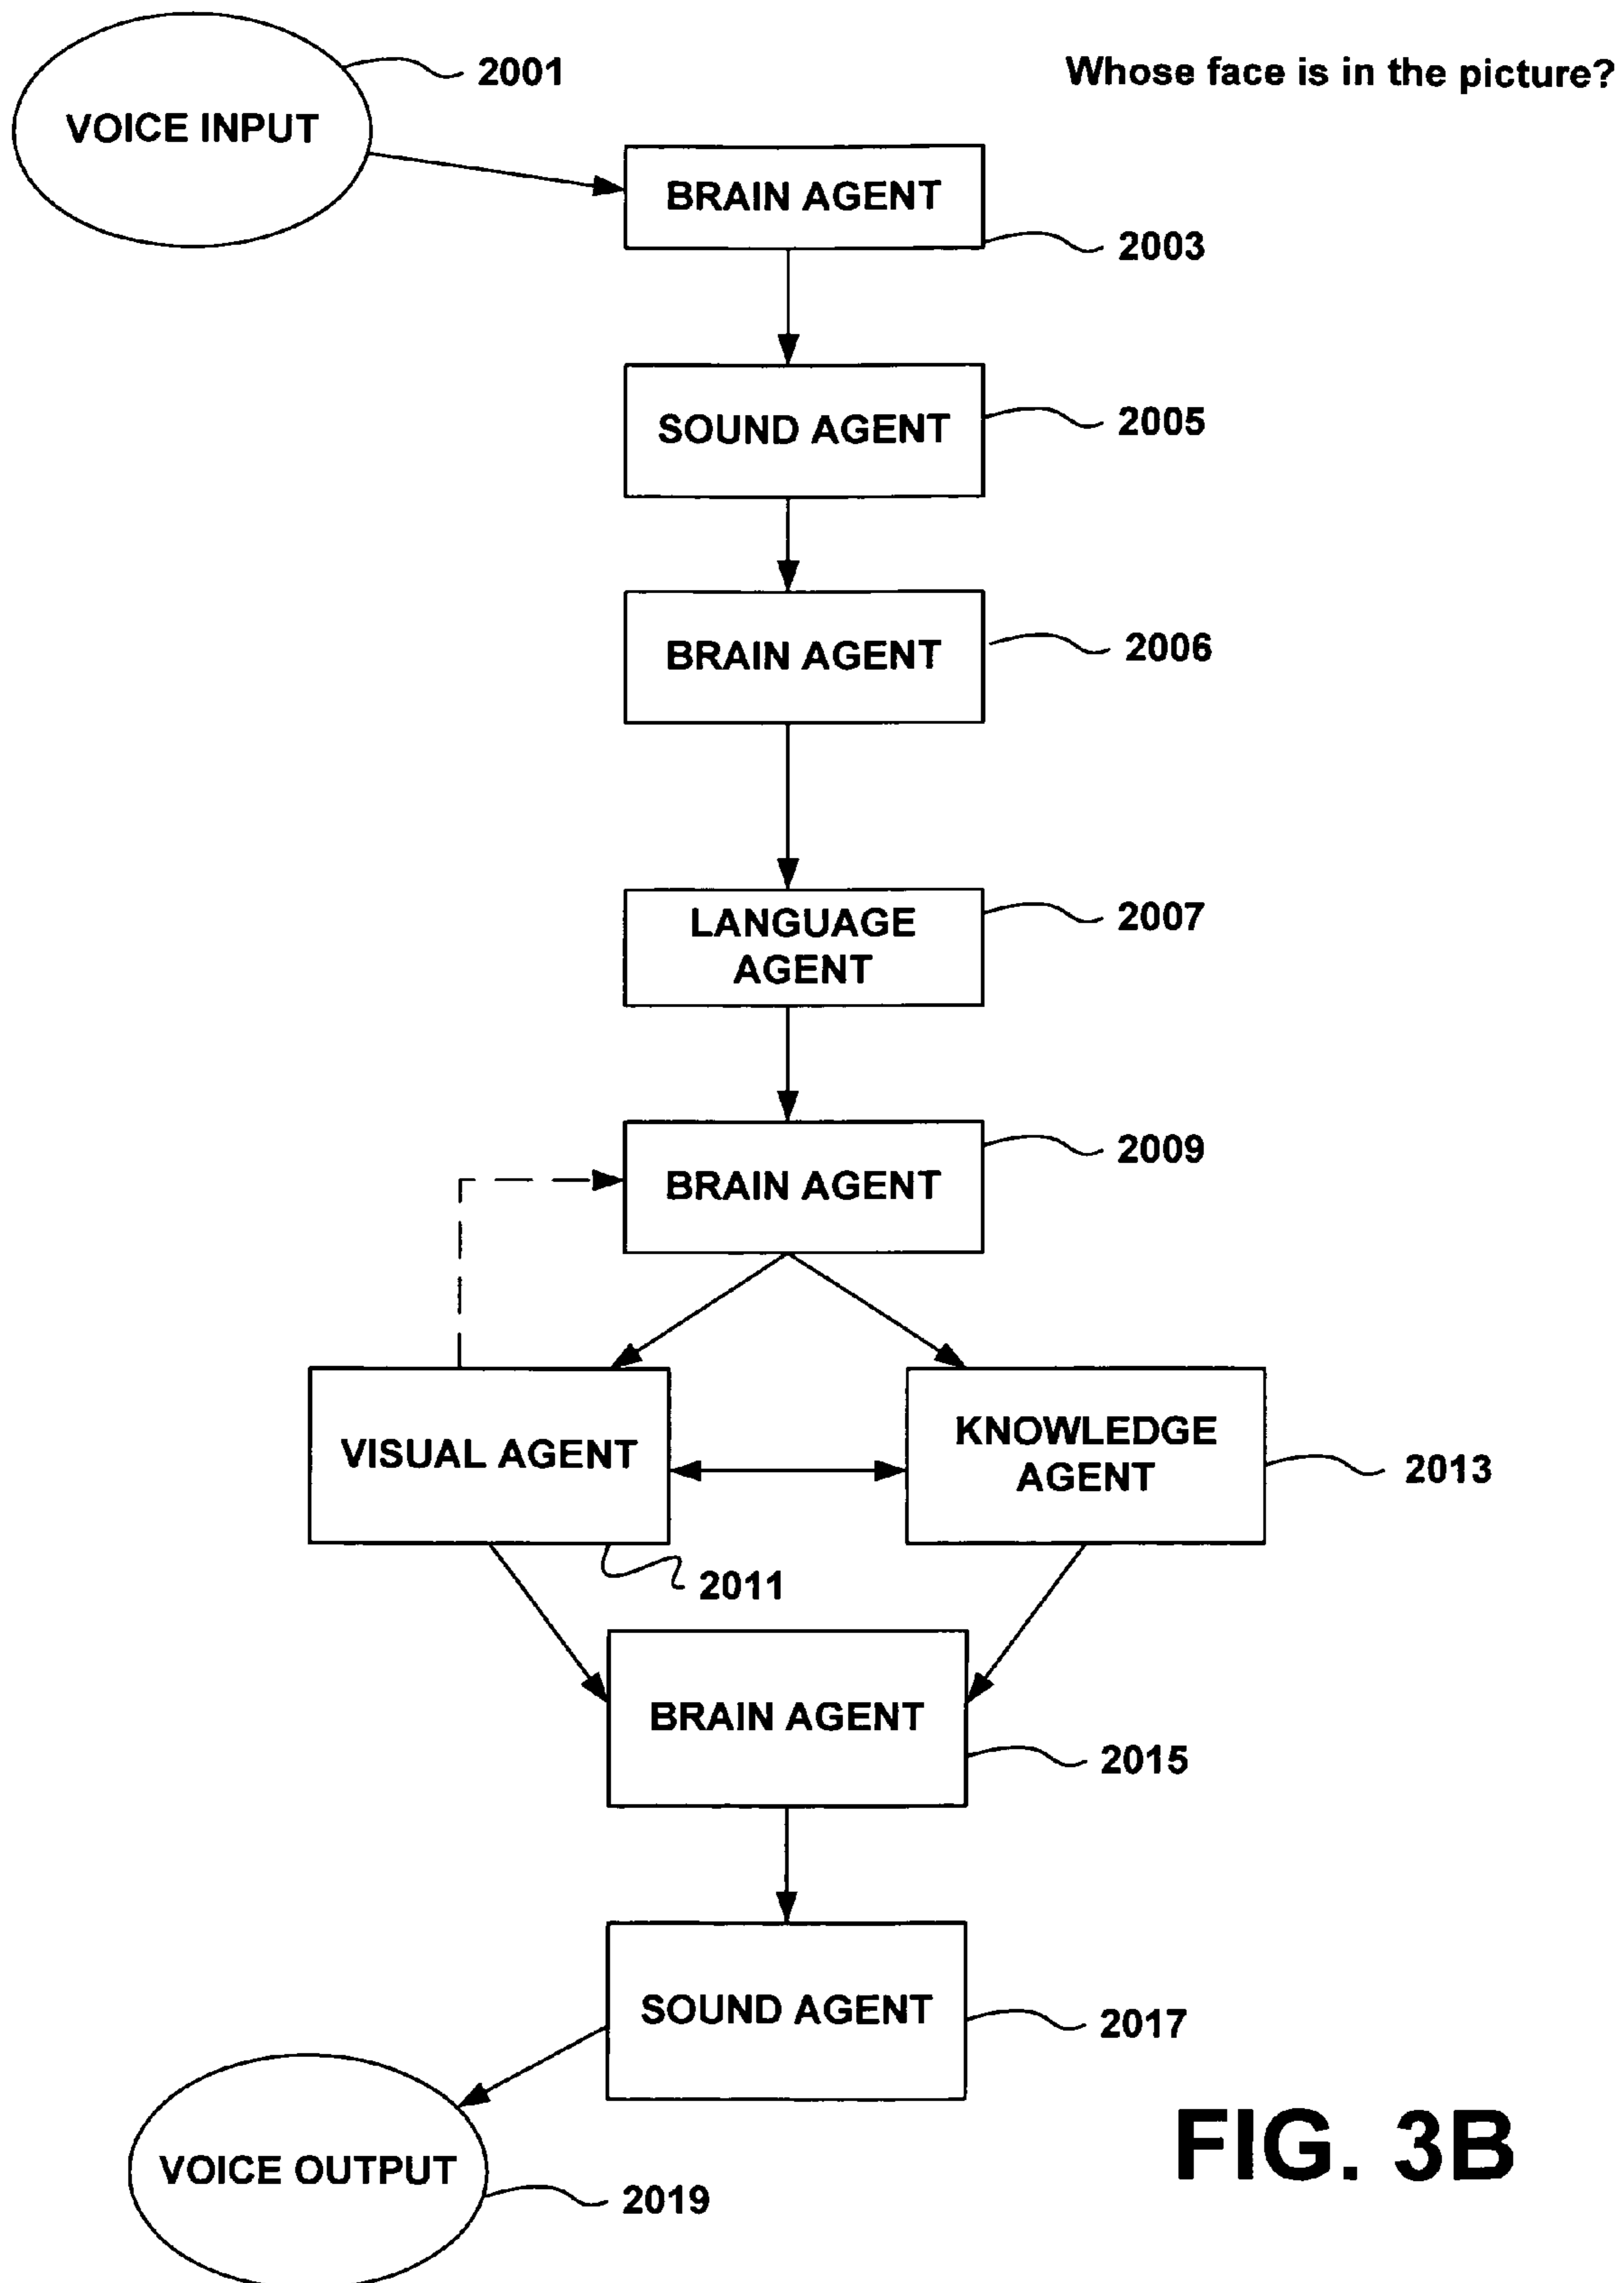 2001
Whose face is in the picture?
VOICE INPUT
BRAIN AGENT
2003
SOUND AGENT
2005
BRAIN AGENT
2006
LANGUAGE
AGENT
2007
BRAIN AGENT
2009
VISUAL AGENT
2011
KNOWLEDGE
AGENT
2013
BRAIN AGENT
2015
SOUND AGENT
2017
VOICE OUTPUT
2019
FIG. 3B